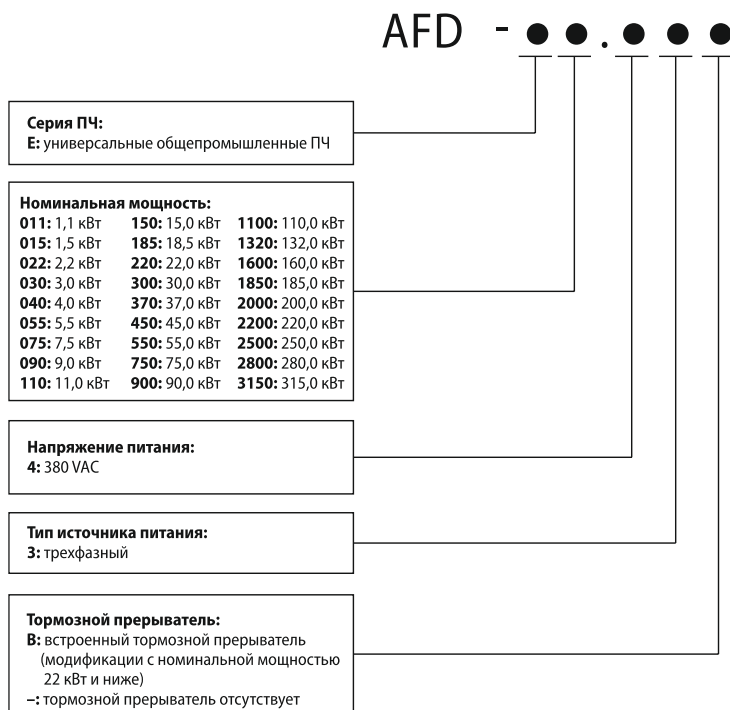 AFD - ●●.●●●
Серия ПЧ:
E: универсальные общепромышленные ПЧ
Номинальная мощность:
011: 1,1 кВт 150: 15,0 кВт 1100: 110,0 кВт
015: 1,5 кВт 185: 18,5 кВт 1320: 132,0 кВт
022: 2,2 кВт 220: 22,0 кВт 1600: 160,0 кВт
030: 3,0 кВт 300: 30,0 кВт 1850: 185,0 кВт
040: 4,0 кВт 370: 37,0 кВт 2000: 200,0 кВт
055: 5,5 кВт 450: 45,0 кВт 2200: 220,0 кВт
075: 7,5 кВт 550: 55,0 кВт 2500: 250,0 кВт
090: 9,0 кВт 750: 75,0 кВт 2800: 280,0 кВт
110: 11,0 кВт 900: 90,0 кВт 3150: 315,0 кВт
Напряжение питания:
4: 380 VAC
Тип источника питания:
3: трехфазный
Тормозной прерыватель:
B: встроенный тормозной прерыватель
(модификации с номинальной мощностью
22 кВт и ниже)
–: тормозной прерыватель отсутствует